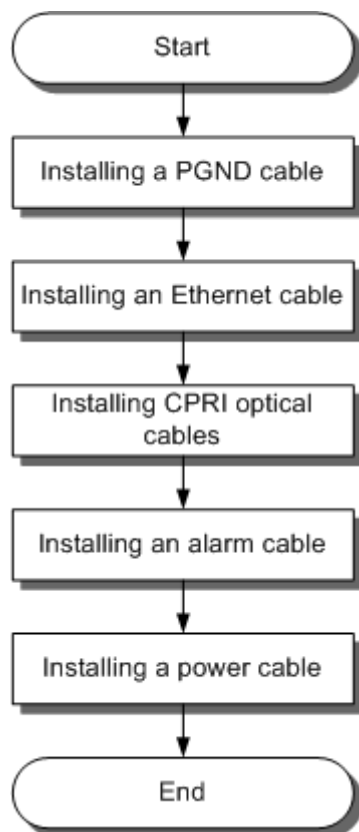 Start
Installing a PGND cable
Installing an Ethernet cable
Installing CPRI optical
cables
Installing an alarm cable
Installing a power cable
End